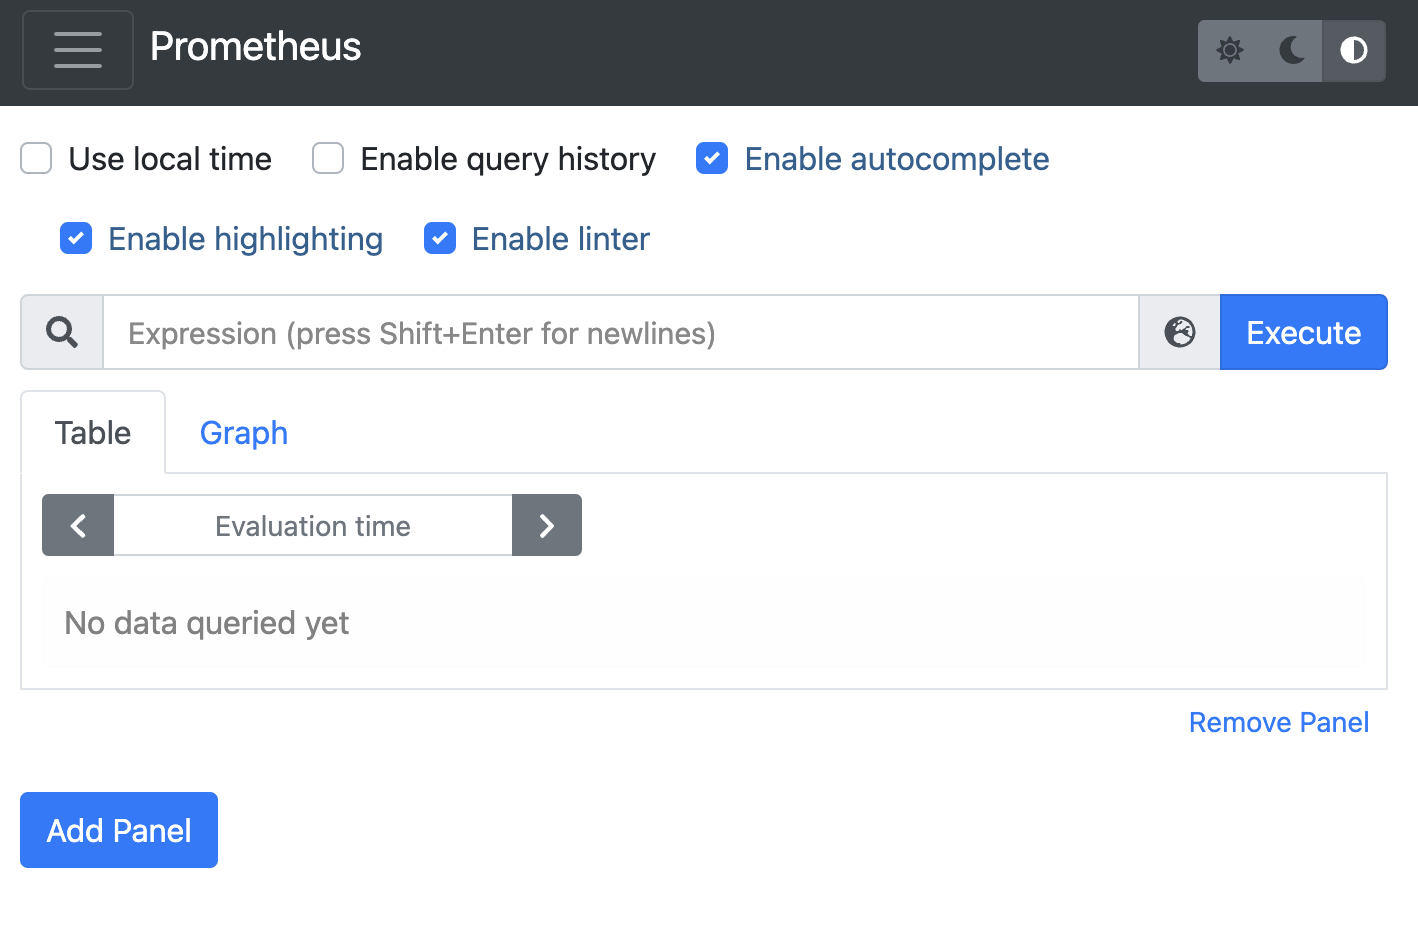 Prometheus
Use local time Enable query history Enable autocomplete
Enable highlighting Enable linter
Expression (press Shift+Enter for newlines) Execute
Table Graph
Evaluation time
No data queried yet
Remove Panel
Add Panel